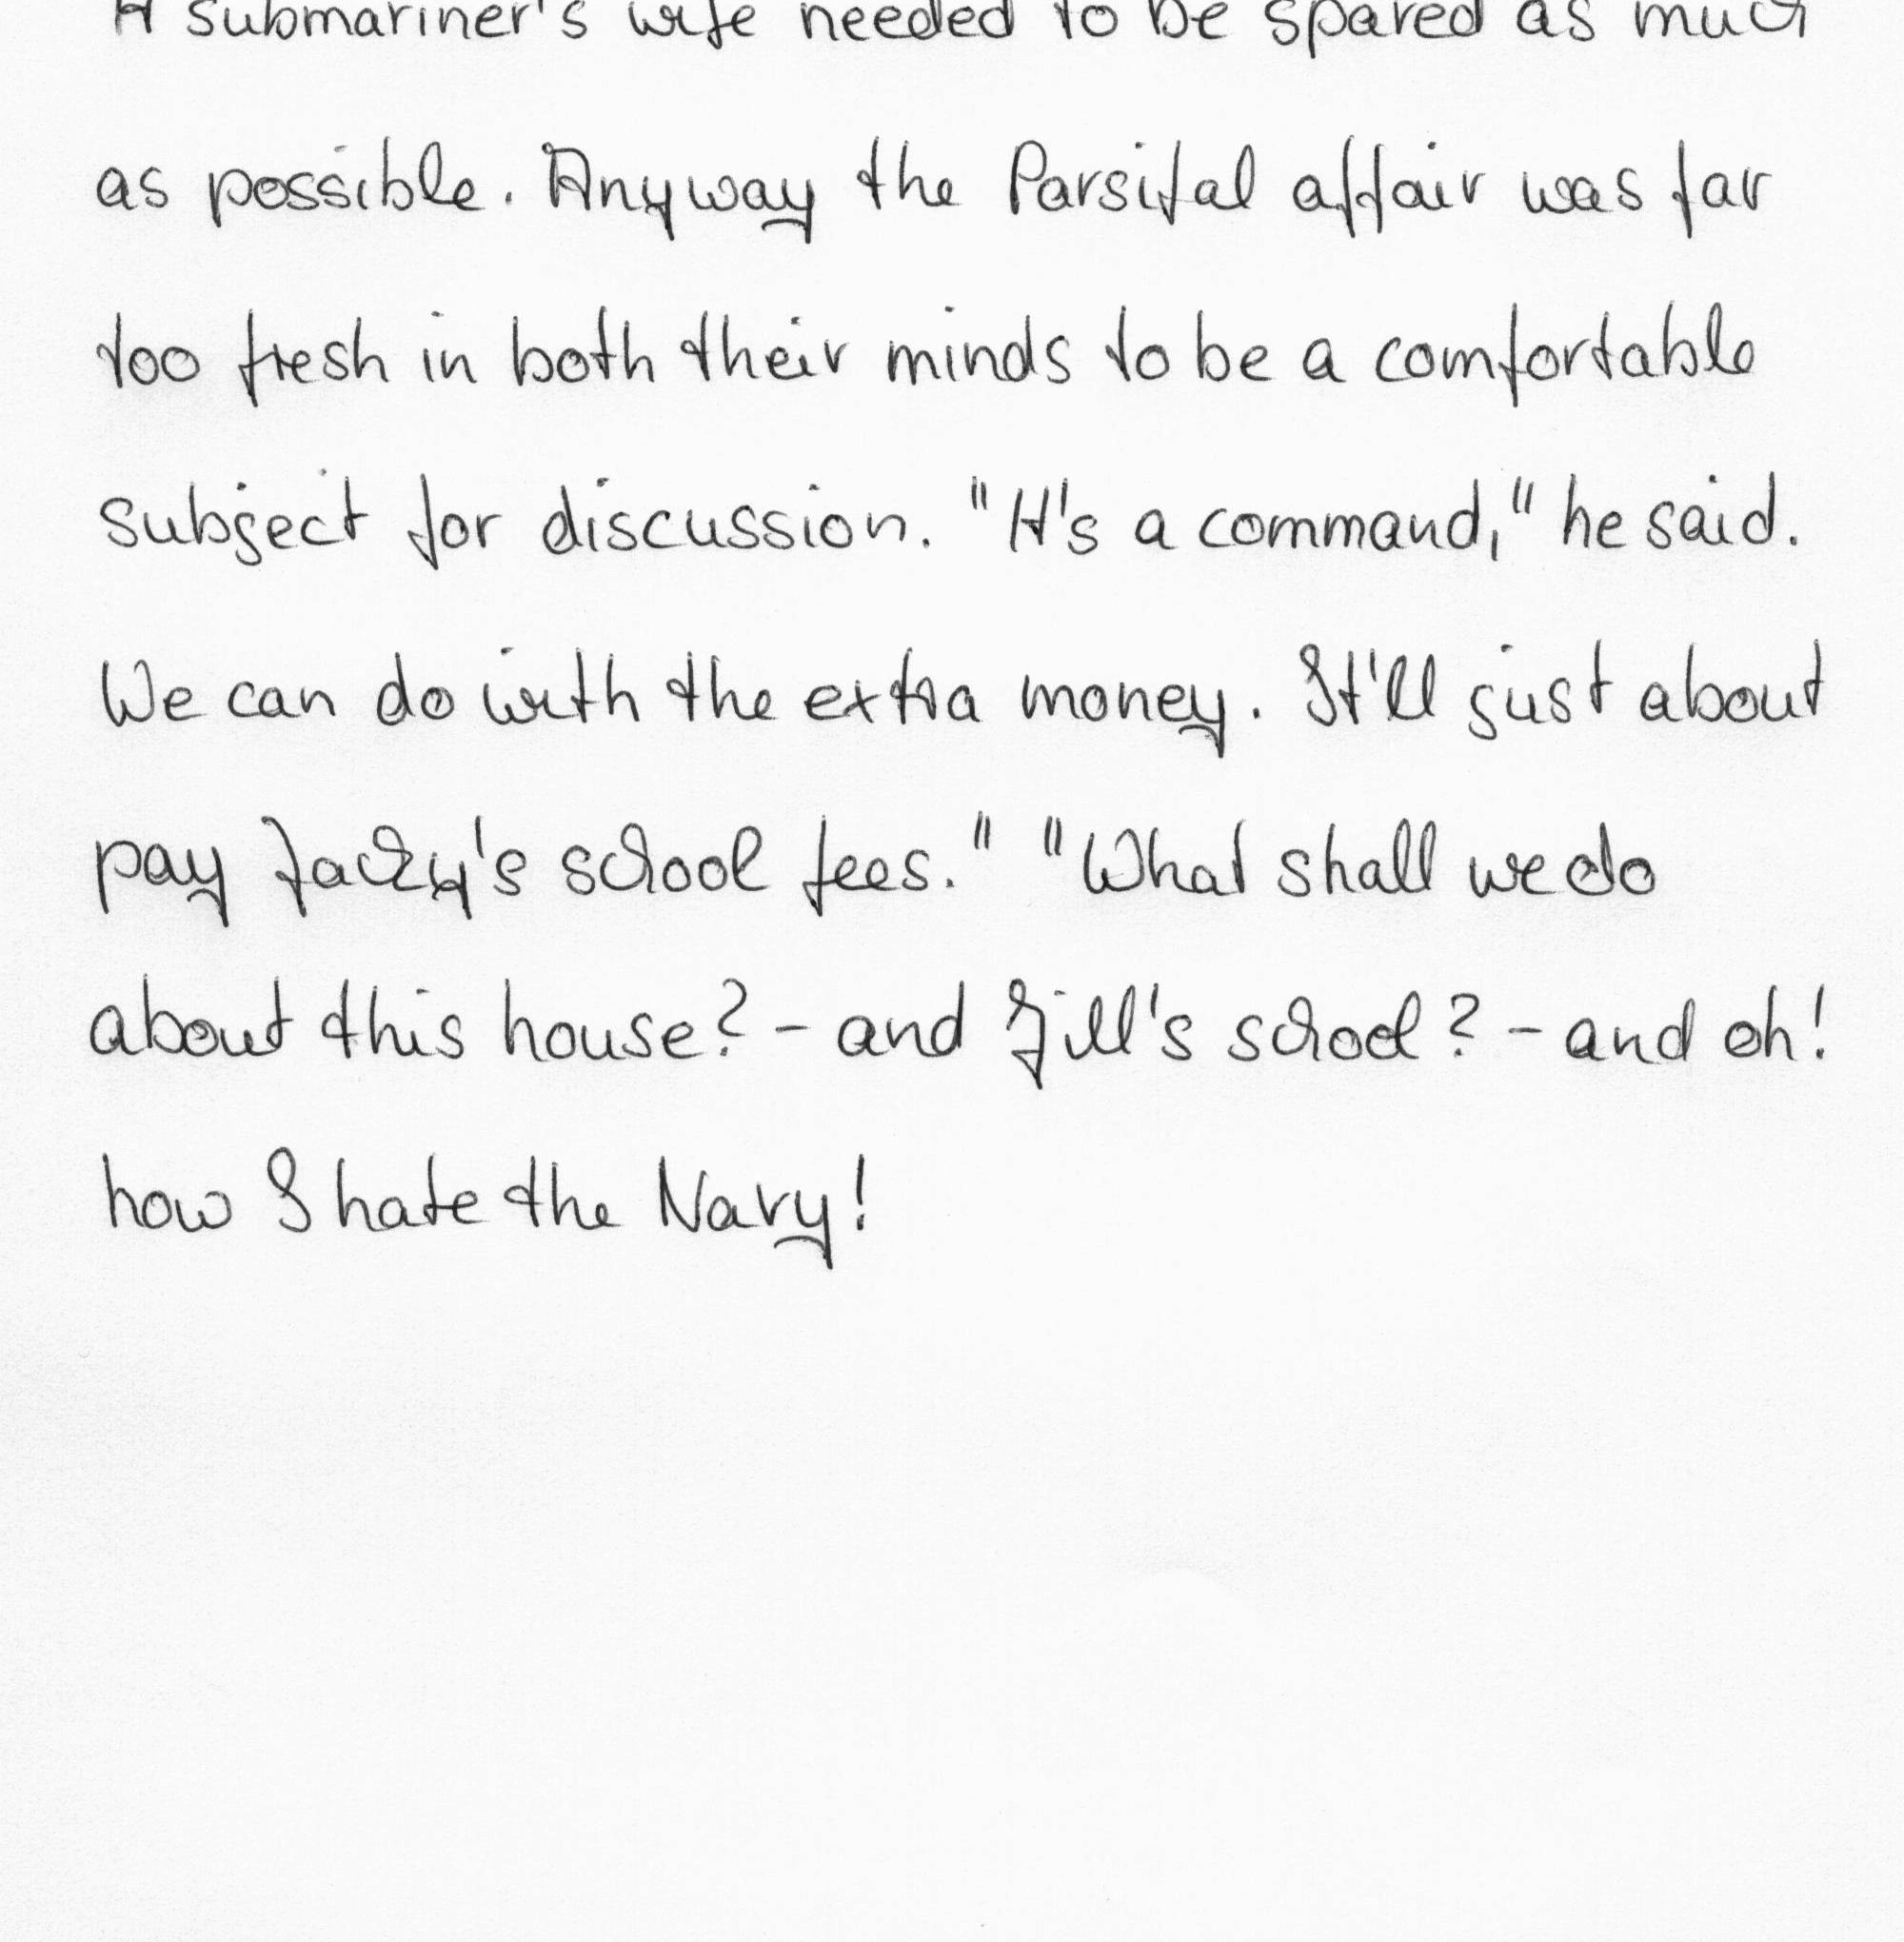 A submariner's wife needed to be spared as much
as possible. Anyway the Parsifal affair was far
too fresh in both their minds to be a comfortable
subject for discussion. "It's a command," he said.
We can do with the extra money. It'll just about
pay Jacky's school fees." "What shall we do
about this house? - and Jill's school? - and oh!
how I hate the Navy!